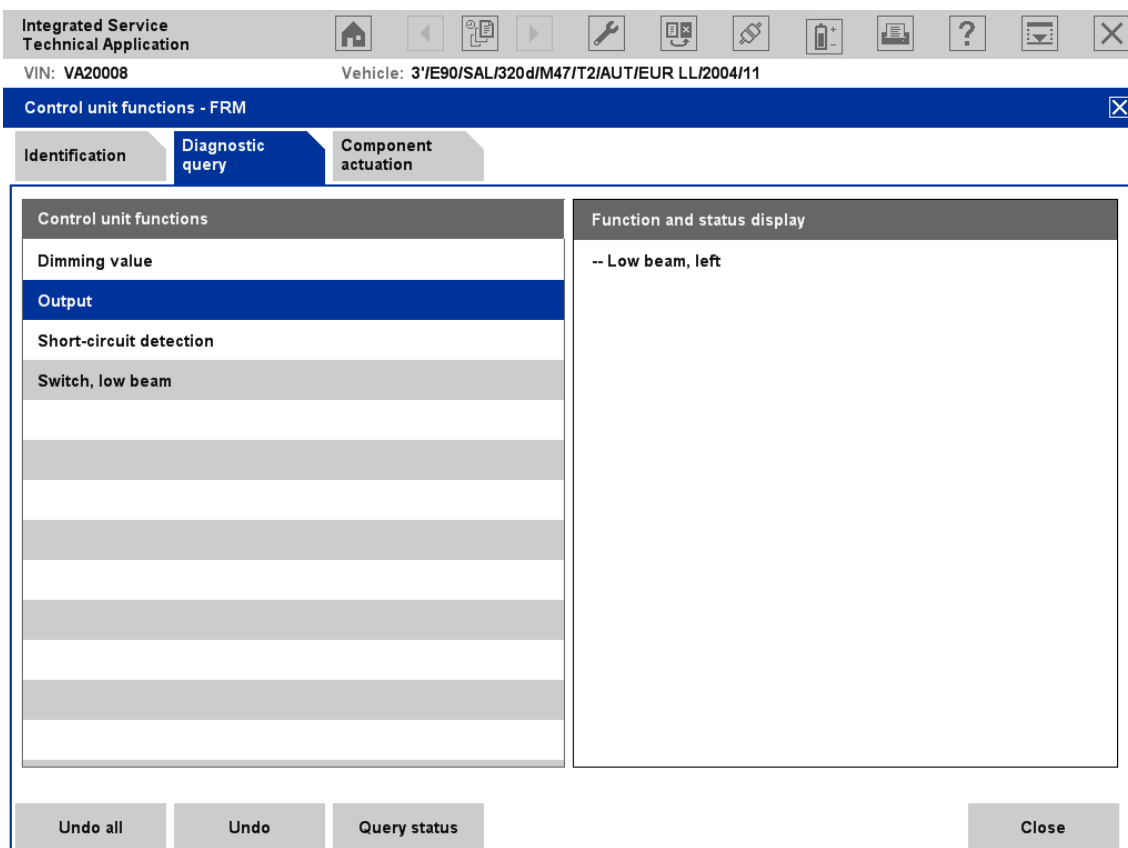 Integrated Service
Technical Application
VIN: VA20008 Vehicle: 3'/E90/SAL/320d/M47/T2/AUT/EUR LL/2004/11
Control unit functions - FRM
Identification
Diagnostic
query
Component
actuation
Control unit functions
Dimming value
Output
Short-circuit detection
Switch, low beam
Function and status display
-- Low beam, left
Undo all
Undo
Query status
Close